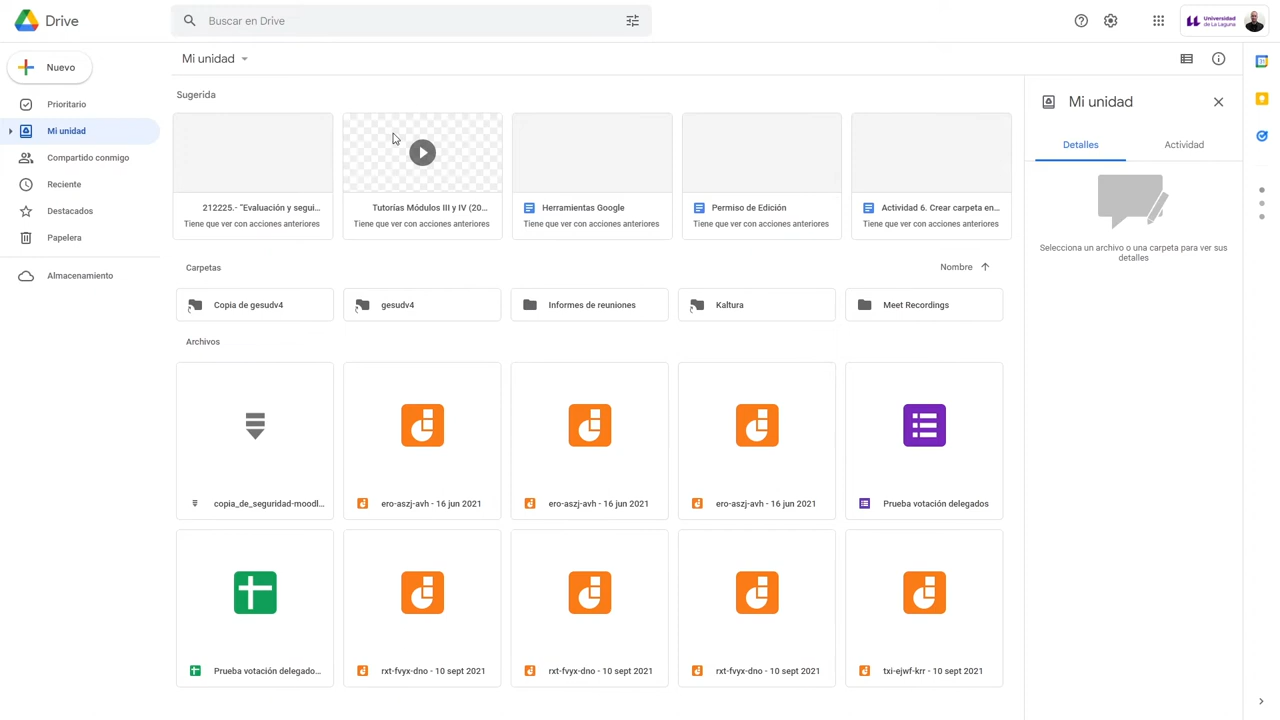 Drive
Buscar en Drive
Universidad
de La Laguna
Nuevo
Prioritario
Mi unidad
Compartido conmigo
Reciente
Destacados
Papelera
Almacenamiento
Mi unidad
Sugerida
212225.- "Evaluación y segui...
Tiene que ver con acciones anteriores
Tutorías Módulos III y IV (20...
Tiene que ver con acciones anteriores
Herramientas Google
Tiene que ver con acciones anteriores
Permiso de Edición
Tiene que ver con acciones anteriores
Actividad 6. Crear carpeta en...
Tiene que ver con acciones anteriores
Carpetas
Nombre
Copia de gesudv4
gesudv4
Informes de reuniones
Kaltura
Meet Recordings
Archivos
copia_de_seguridad-moodl...
ero-aszj-avh - 16 jun 2021
ero-aszj-avh - 16 jun 2021
ero-aszj-avh - 16 jun 2021
Prueba votación delegados
Prueba votación delegado...
rxt-fvyx-dno - 10 sept 2021
rxt-fvyx-dno - 10 sept 2021
rxt-fvyx-dno - 10 sept 2021
txi-ejwf-krr - 10 sept 2021
Mi unidad
Detalles
Actividad
Selecciona un archivo o una carpeta para ver sus
detalles